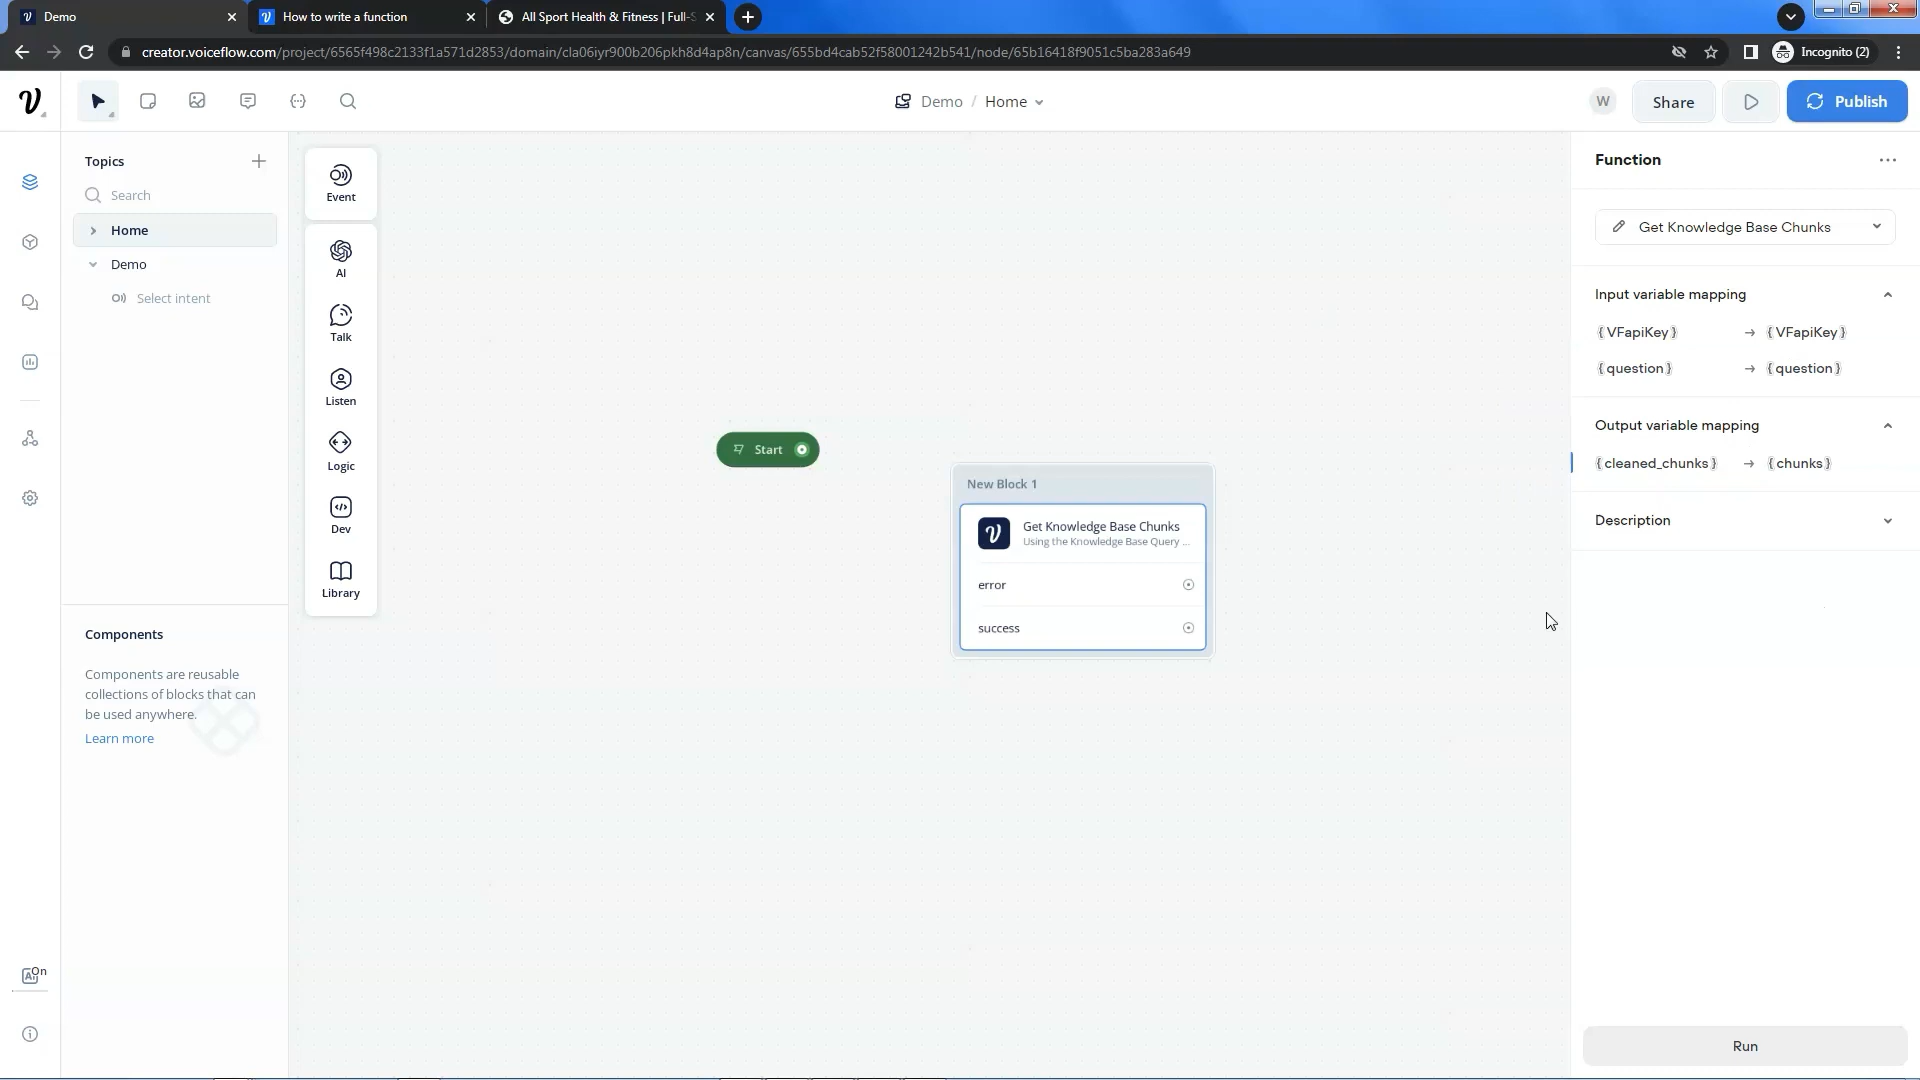 Demo
How to write a function
All Sport Health & Fitness | Full-S
creator.voiceflow.com/project/6565f498c2133f1a571d2853/domain/cla06iyr900b206pkh8d4ap8n/canvas/655bd4cab52f58001242b541/node/65b16418f9051c5ba283a649
Incognito (2)
Demo / Home
W
Share
Publish
Topics
Search
Home
Demo
Select intent
Components
Components are reusable
collections of blocks that can
be used anywhere.
Learn more
On
Event
AI
Talk
Listen
Logic
Dev
Library
Start
New Block 1
Get Knowledge Base Chunks
Using the Knowledge Base Query ...
error
success
Function
Get Knowledge Base Chunks
Input variable mapping
{VFapiKey} → {VFapiKey}
{question} → {question}
Output variable mapping
{cleaned_chunks} → {chunks}
Description
Run